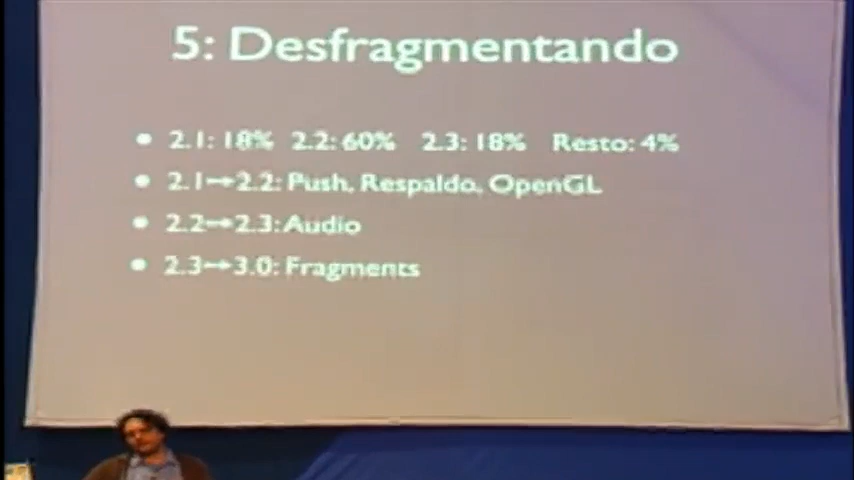 5: Desfragmentando
• 2.1: 18% 2.2: 60% 2.3: 18% Resto: 4%
• 2.1→2.2: Push, Respaldo, OpenGL
• 2.2→2.3: Audio
• 2.3→3.0: Fragments